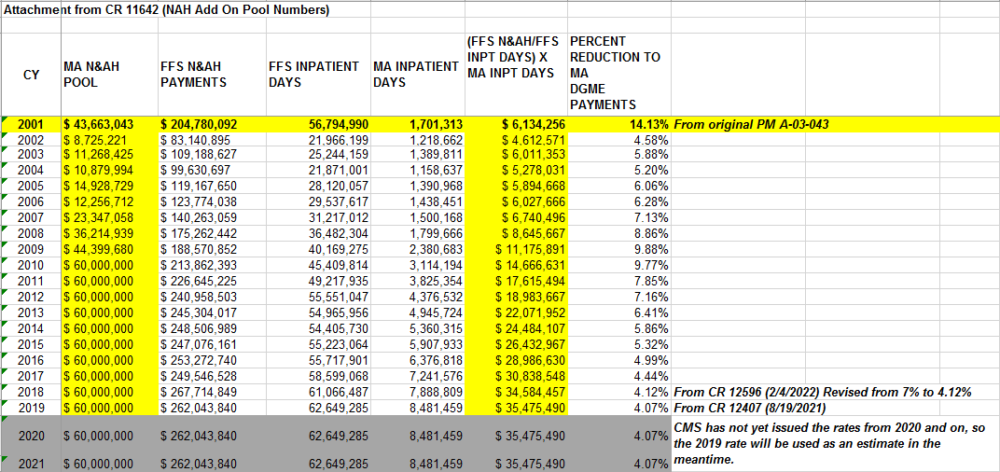 Attachment from CR 11642 (NAH Add On Pool Numbers)
CY MA N&AH POOL FFS N&AH PAYMENTS FFS INPATIENT DAYS MA INPATIENT DAYS (FFS N&AH/FFS INPT DAYS) X MA INPT DAYS PERCENT REDUCTION TO MA DGME PAYMENTS
2001 $ 43,663,043 $ 204,780,092 56,794,990 1,701,313 $ 6,134,256 14.13% From original PM A-03-043
2002 $ 8,725,221 $ 83,140,895 21,966,199 1,218,662 $ 4,612,571 4.58%
2003 $ 11,268,425 $ 109,188,627 25,244,159 1,389,811 $ 6,011,353 5.88%
2004 $ 10,879,994 $ 99,630,697 21,871,001 1,158,637 $ 5,278,031 5.20%
2005 $ 14,928,729 $ 119,167,650 28,120,057 1,390,968 $ 5,894,668 6.06%
2006 $ 12,256,712 $ 123,774,038 29,537,617 1,438,451 $ 6,027,666 6.28%
2007 $ 23,347,058 $ 140,263,059 31,217,012 1,500,168 $ 6,740,496 7.13%
2008 $ 36,214,939 $ 175,262,442 36,482,304 1,799,666 $ 8,645,667 8.86%
2009 $ 44,399,680 $ 188,570,852 40,169,275 2,380,683 $ 11,175,891 9.88%
2010 $ 60,000,000 $ 213,862,393 45,409,814 3,114,194 $ 14,666,631 9.77%
2011 $ 60,000,000 $ 226,645,225 49,217,935 3,825,354 $ 17,615,494 7.85%
2012 $ 60,000,000 $ 240,958,503 55,551,047 4,376,532 $ 18,983,667 7.16%
2013 $ 60,000,000 $ 245,304,017 54,965,956 4,945,724 $ 22,071,952 6.41%
2014 $ 60,000,000 $ 248,506,989 54,405,730 5,360,315 $ 24,484,107 5.86%
2015 $ 60,000,000 $ 247,076,161 55,223,064 5,907,933 $ 26,432,967 5.32%
2016 $ 60,000,000 $ 253,272,740 55,717,901 6,376,818 $ 28,986,630 4.99%
2017 $ 60,000,000 $ 249,546,528 58,599,068 7,241,576 $ 30,838,548 4.44%
2018 $ 60,000,000 $ 267,714,849 61,066,487 7,888,809 $ 34,584,457 4.12% From CR 12596 (2/4/2022) Revised from 7% to 4.12%
2019 $ 60,000,000 $ 262,043,840 62,649,285 8,481,459 $ 35,475,490 4.07% From CR 12407 (8/19/2021)
2020 $ 60,000,000 $ 262,043,840 62,649,285 8,481,459 $ 35,475,490 4.07% CMS has not yet issued the rates from 2020 and on, so
the 2019 rate will be used as an estimate in the
2021 $ 60,000,000 $ 262,043,840 62,649,285 8,481,459 $ 35,475,490 4.07% meantime.